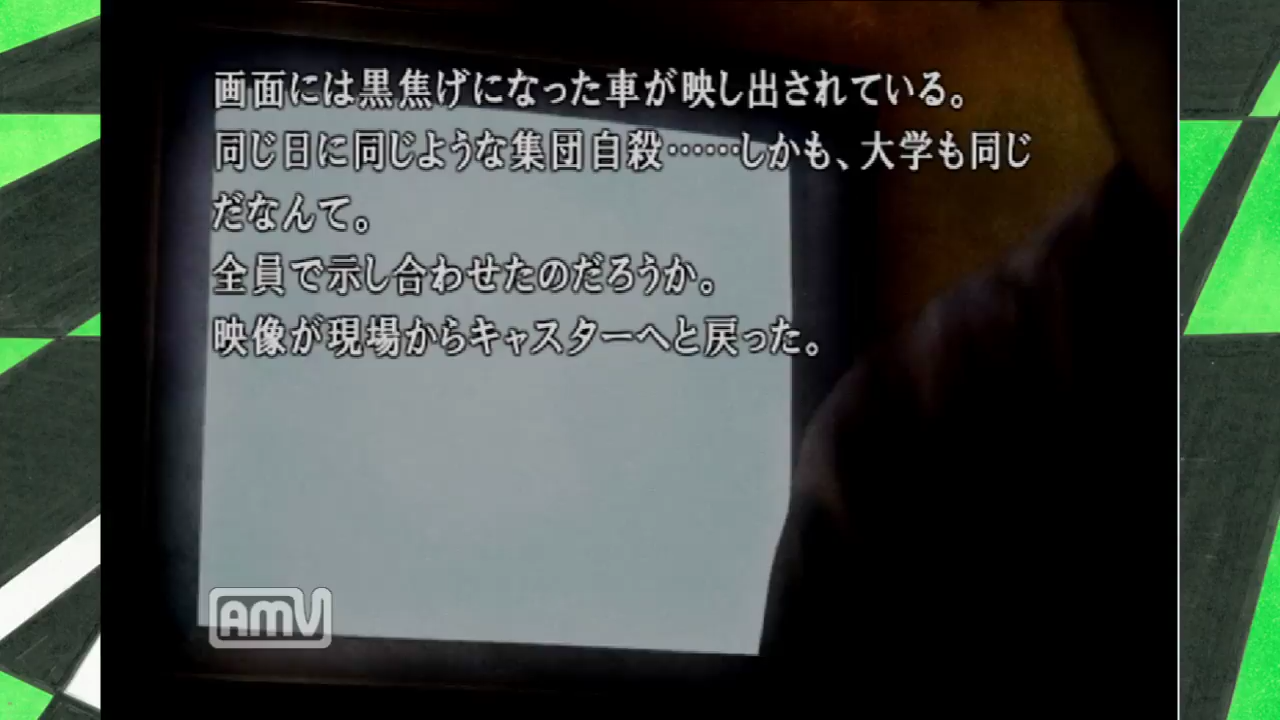 画面には黒焦げになった車が映し出されている。
同じ日に同じような集団自殺……しかも、大学も同じ
だなんて。
全員で示し合わせたのだろうか。
映像が現場からキャスターへと戻った。
AMV